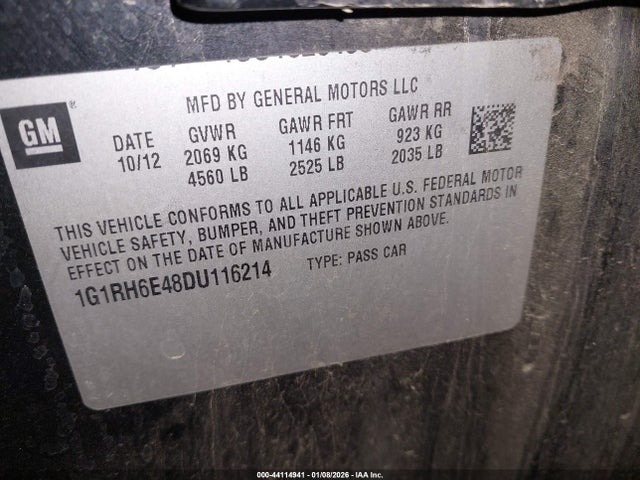 MFD BY GENERAL MOTORS LLC
GM
DATE GVWR GAWR FRT GAWR RR
10/12 2069 KG 1146 KG 923 KG
4560 LB 2525 LB 2035 LB
THIS VEHICLE CONFORMS TO ALL APPLICABLE U.S. FEDERAL MOTOR
VEHICLE SAFETY, BUMPER, AND THEFT PREVENTION STANDARDS IN
EFFECT ON THE DATE OF MANUFACTURE SHOWN ABOVE.
1G1RH6E48DU116214 TYPE: PASS CAR
000-44114941 - 01/08/2026 - IAA Inc.